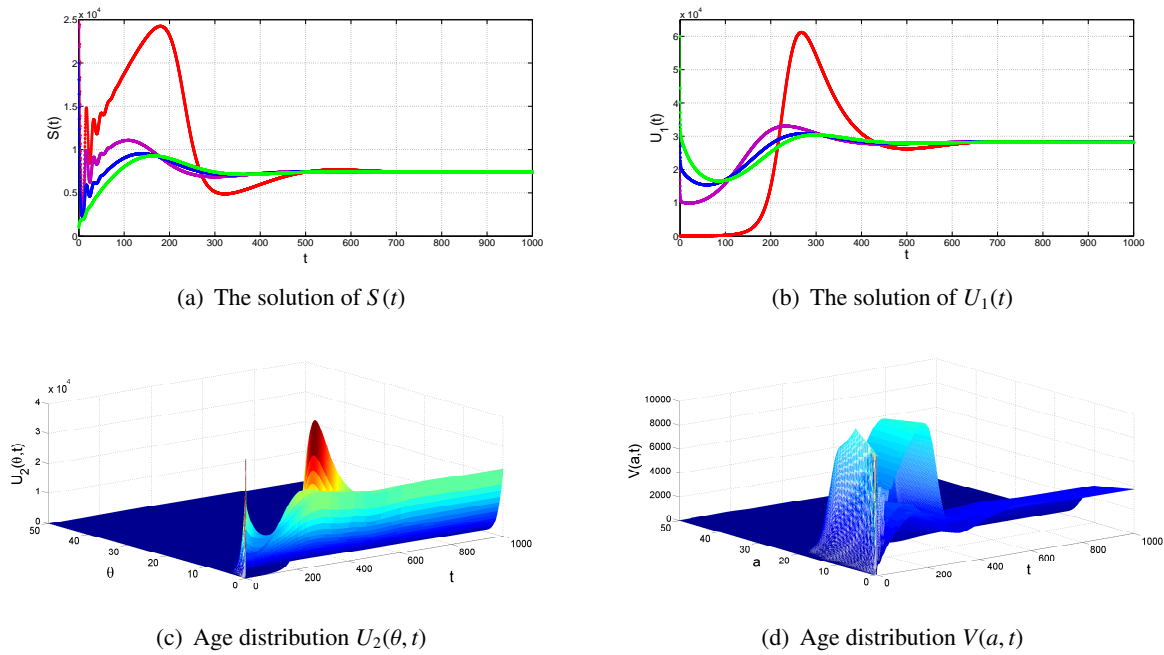 x 10^4
2.5
2
1.5
1
0.5
0
S(t)
0 100 200 300 400 500 600 700 800 900 1000
t
(a) The solution of S(t)
x 10^4
6
5
4
3
2
1
0
U_1(t)
0 100 200 300 400 500 600 700 800 900 1000
t
(b) The solution of U_1(t)
x 10^4
4
3
2
1
0
U_2(θ,t)
50 40 30 20 10 0
θ
0 200 400 600 800 1000
t
(c) Age distribution U_2(θ, t)
10000
8000
6000
4000
2000
0
V(a,t)
50 40 30 20 10 0
a
0 200 400 600 800 1000
t
(d) Age distribution V(a, t)